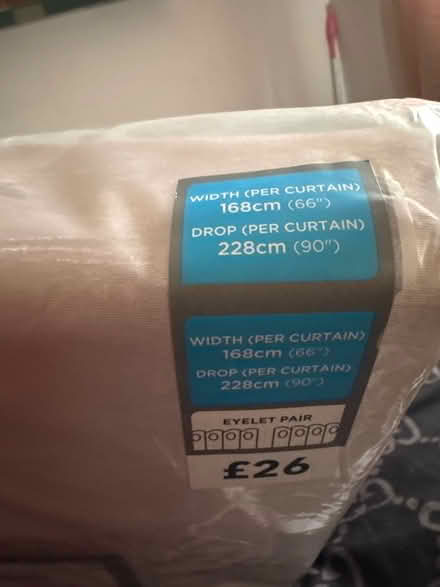 WIDTH (PER CURTAIN)
168cm (66")
DROP (PER CURTAIN)
228cm (90")
WIDTH (PER CURTAIN)
168cm (66")
DROP (PER CURTAIN)
228cm (90")
EYELET PAIR
£26